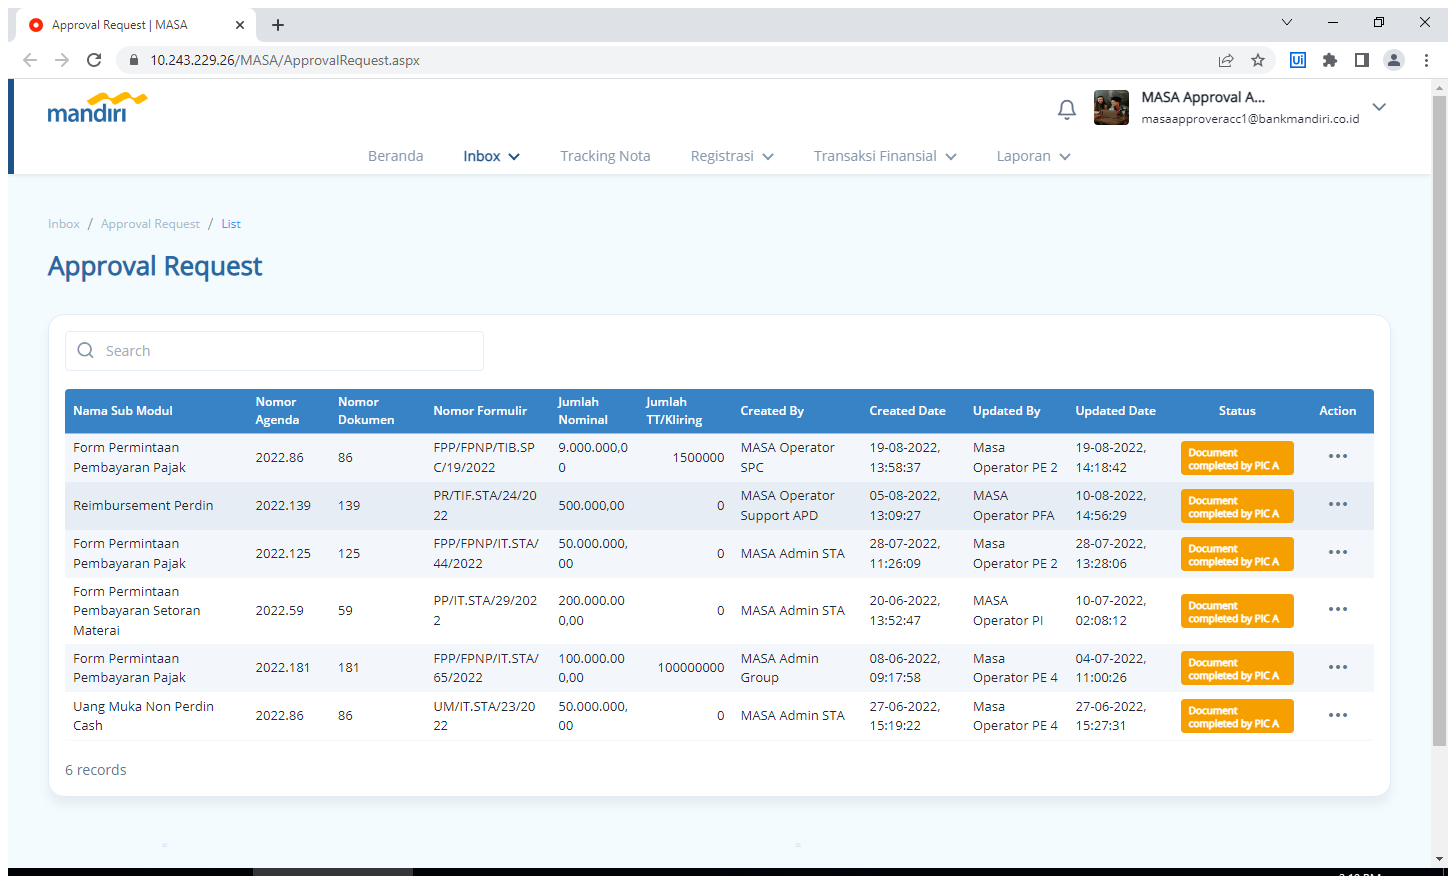 Approval Request | MASA
10.243.229.26/MASA/ApprovalRequest.aspx
Ui
mandiri
MASA Approval A...
masaapproveracc1@bankmandiri.co.id
Beranda
Inbox
Tracking Nota
Registrasi
Transaksi Finansial
Laporan
Inbox / Approval Request / List
Approval Request
Search
Nama Sub Modul
Nomor
Agenda
Nomor
Dokumen
Nomor Formulir
Jumlah
Nominal
Jumlah
TT/Kliring
Created By
Created Date
Updated By
Updated Date
Status
Action
Form Permintaan
Pembayaran Pajak
2022.86
86
FPP/FPNP/TIB.SP
C/19/2022
9.000.000,0
0
1500000
MASA Operator
SPC
19-08-2022,
13:58:37
Masa
Operator PE 2
19-08-2022,
14:18:42
Document
completed by PIC A
Reimbursement Perdin
2022.139
139
PR/TIF.STA/24/20
22
500.000,00
0
MASA Operator
Support APD
05-08-2022,
13:09:27
MASA
Operator PFA
10-08-2022,
14:56:29
Document
completed by PIC A
Form Permintaan
Pembayaran Pajak
2022.125
125
FPP/FPNP/IT.STA/
44/2022
50.000.000,
00
0
MASA Admin STA
28-07-2022,
11:26:09
Masa
Operator PE 2
28-07-2022,
13:28:06
Document
completed by PIC A
Form Permintaan
Pembayaran Setoran
Materai
2022.59
59
PP/IT.STA/29/202
2
200.000.00
0,00
0
MASA Admin STA
20-06-2022,
13:52:47
MASA
Operator PI
10-07-2022,
02:08:12
Document
completed by PIC A
Form Permintaan
Pembayaran Pajak
2022.181
181
FPP/FPNP/IT.STA/
65/2022
100.000.00
0,00
100000000
MASA Admin
Group
08-06-2022,
09:17:58
Masa
Operator PE 4
04-07-2022,
11:00:26
Document
completed by PIC A
Uang Muka Non Perdin
Cash
2022.86
86
UM/IT.STA/23/20
22
50.000.000,
00
0
MASA Admin STA
27-06-2022,
15:19:22
Masa
Operator PE 4
27-06-2022,
15:27:31
Document
completed by PIC A
6 records